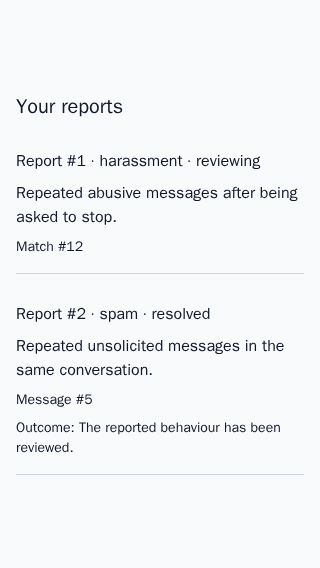 Your reports
Report #1 · harassment · reviewing
Repeated abusive messages after being
asked to stop.
Match #12
Report #2 · spam · resolved
Repeated unsolicited messages in the
same conversation.
Message #5
Outcome: The reported behaviour has been
reviewed.